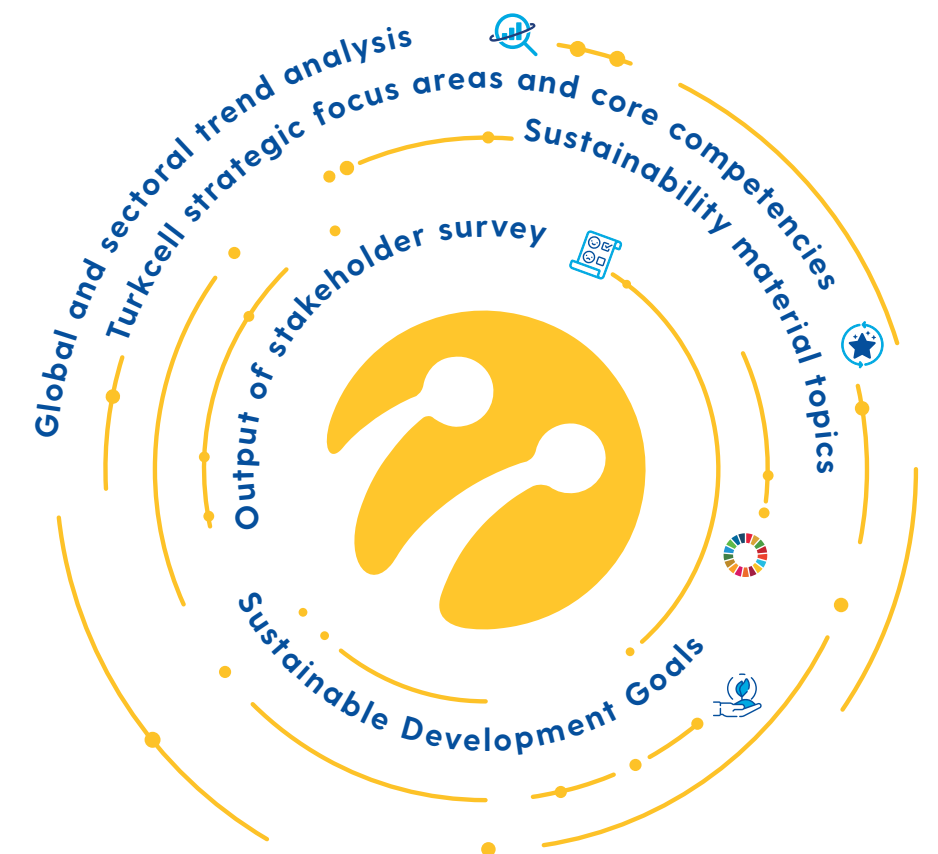 Global and sectoral trend analysis
Turkcell strategic focus areas and core competencies
Sustainability material topics
Output of stakeholder survey
Sustainable Development Goals